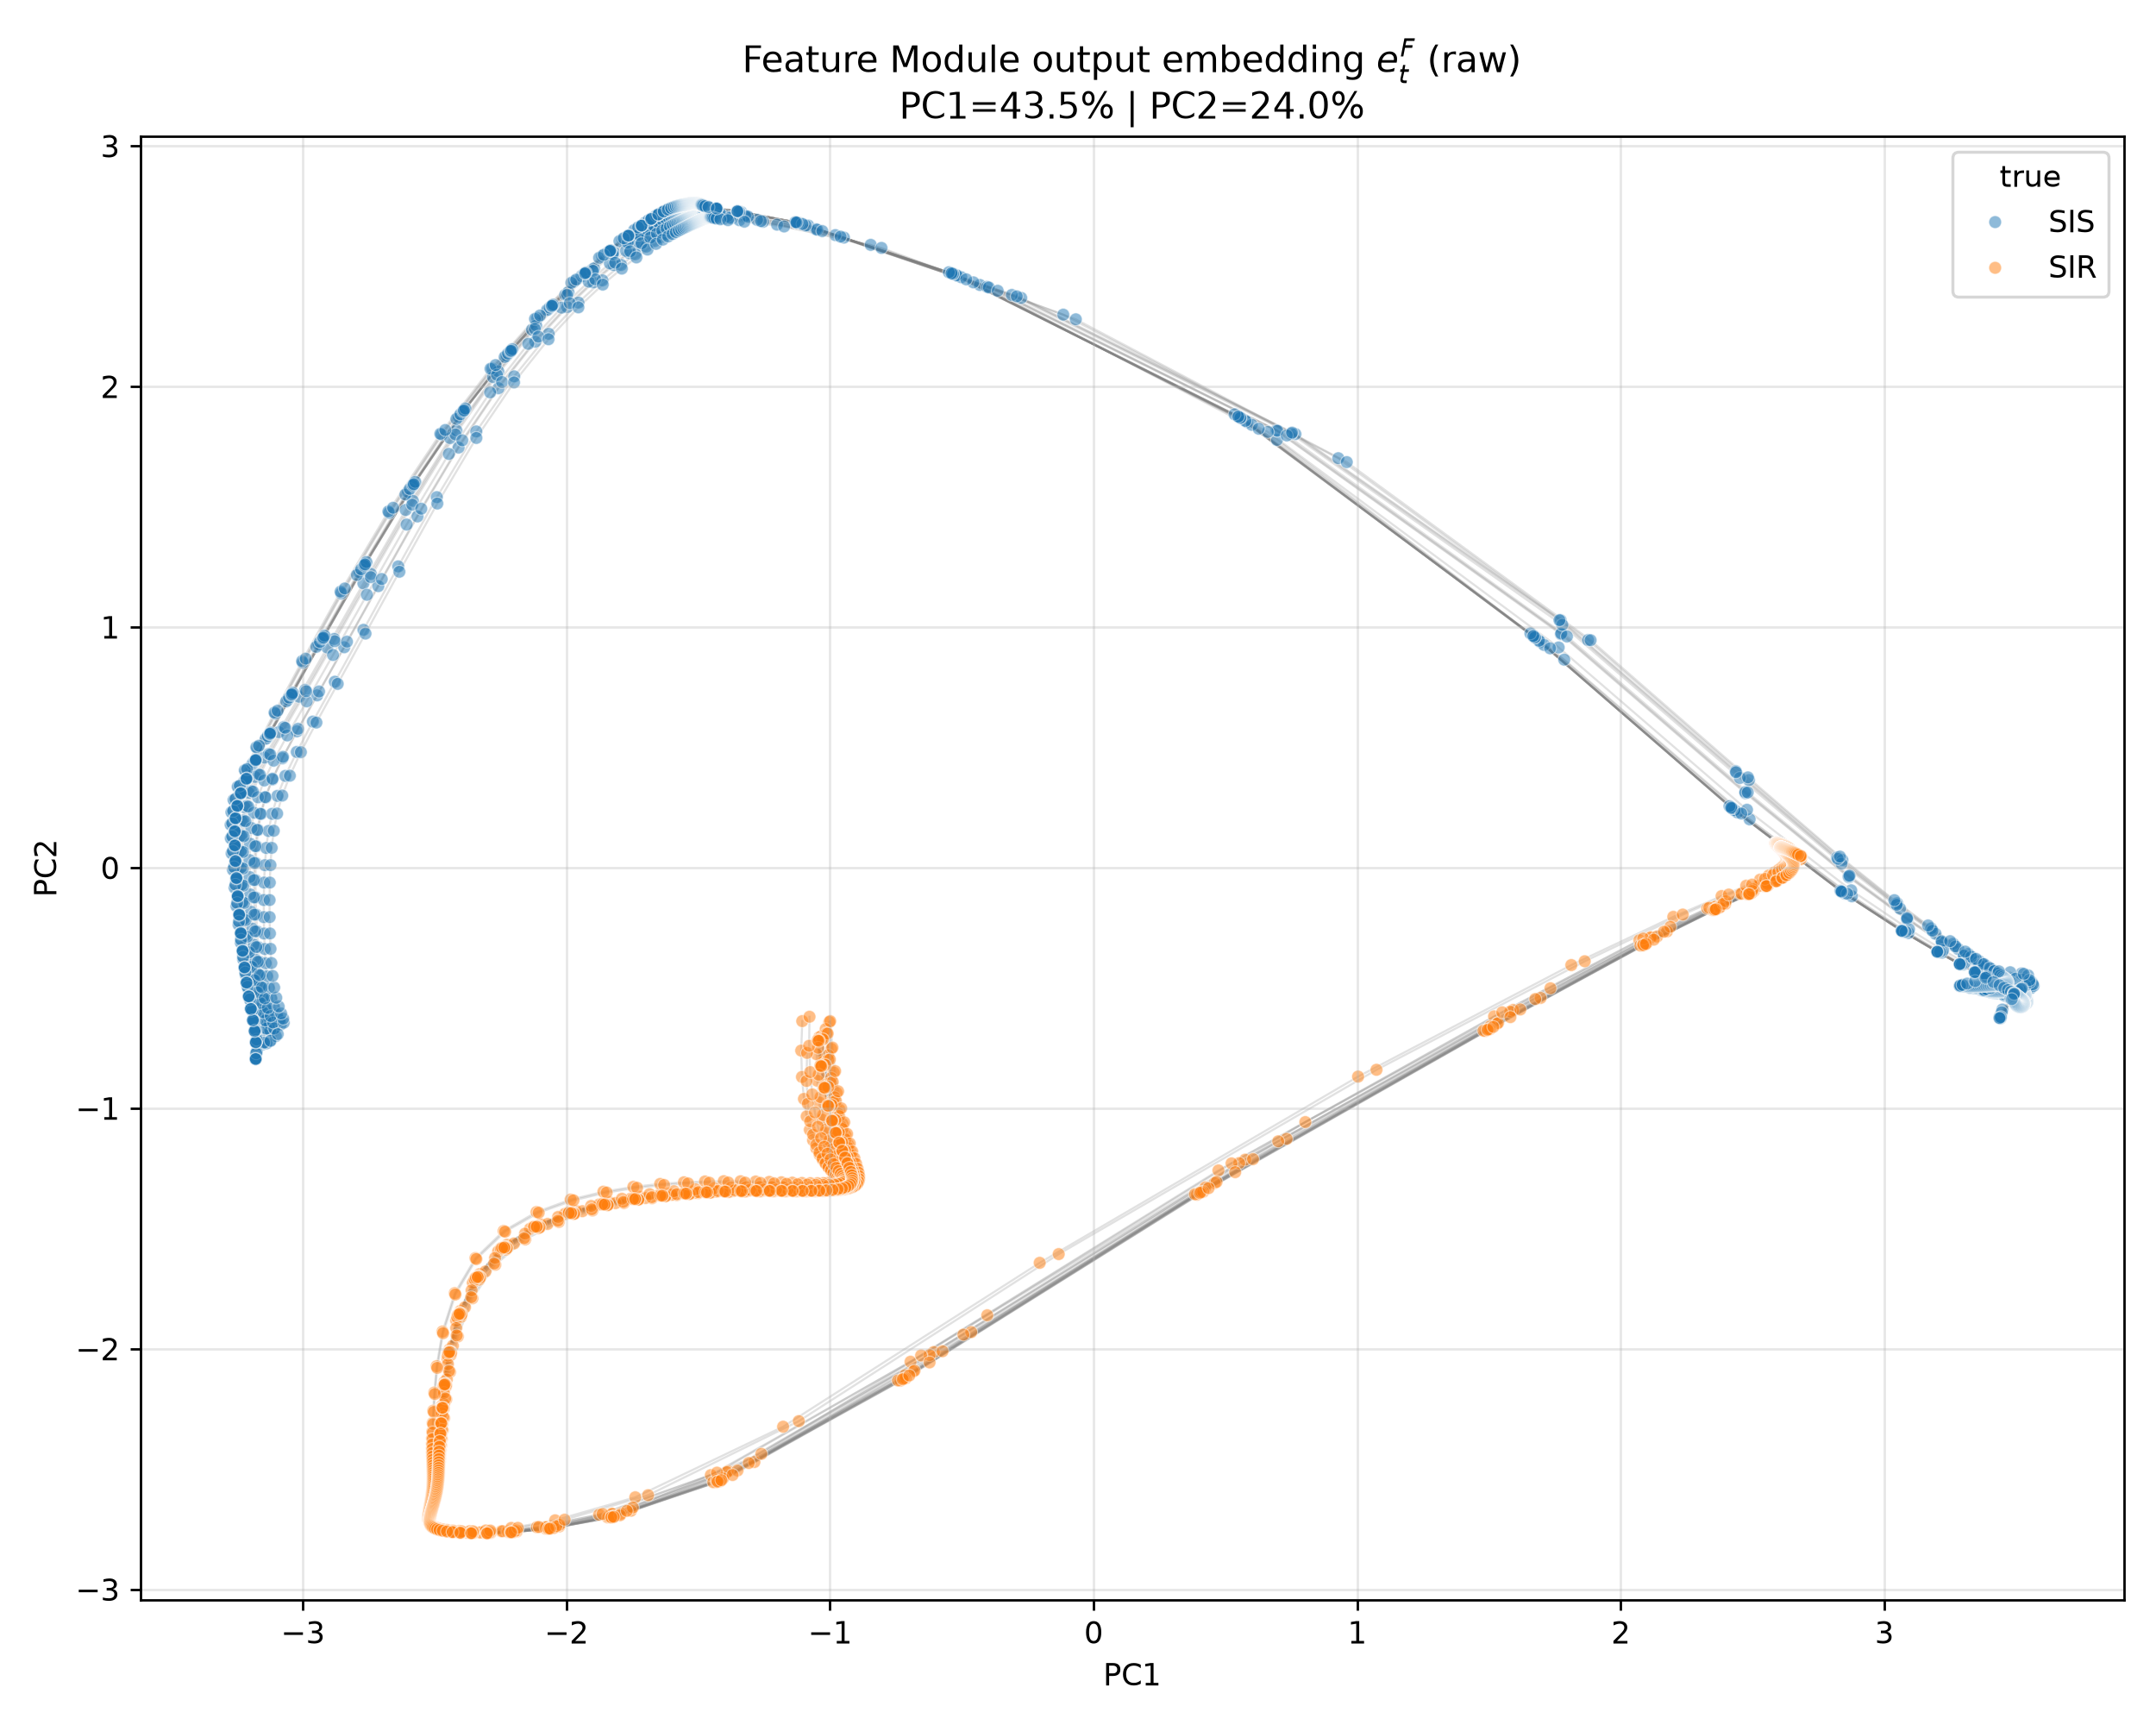 Feature Module output embedding $e_t^F$ (raw)
PC1=43.5% | PC2=24.0%
true
SIS
SIR
3
2
1
0
−1
−2
−3
PC2
−3
−2
−1
0
1
2
3
PC1